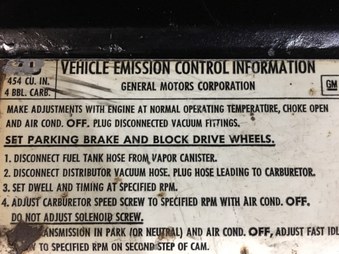 VEHICLE EMISSION CONTROL INFORMATION
454 CU. IN.
4 BBL. CARB.
GENERAL MOTORS CORPORATION
GM
MAKE ADJUSTMENTS WITH ENGINE AT NORMAL OPERATING TEMPERATURE, CHOKE OPEN
AND AIR COND. OFF. PLUG DISCONNECTED VACUUM FITTINGS.
SET PARKING BRAKE AND BLOCK DRIVE WHEELS.
1. DISCONNECT FUEL TANK HOSE FROM VAPOR CANISTER.
2. DISCONNECT DISTRIBUTOR VACUUM HOSE. PLUG HOSE LEADING TO CARBURETOR.
3. SET DWELL AND TIMING AT SPECIFIED RPM.
4. ADJUST CARBURETOR SPEED SCREW TO SPECIFIED RPM WITH AIR COND. OFF.
DO NOT ADJUST SOLENOID SCREW.
TRANSMISSION IN PARK (OR NEUTRAL) AND AIR COND. OFF, ADJUST FAST IDL
TO SPECIFIED RPM ON SECOND STEP OF CAM.